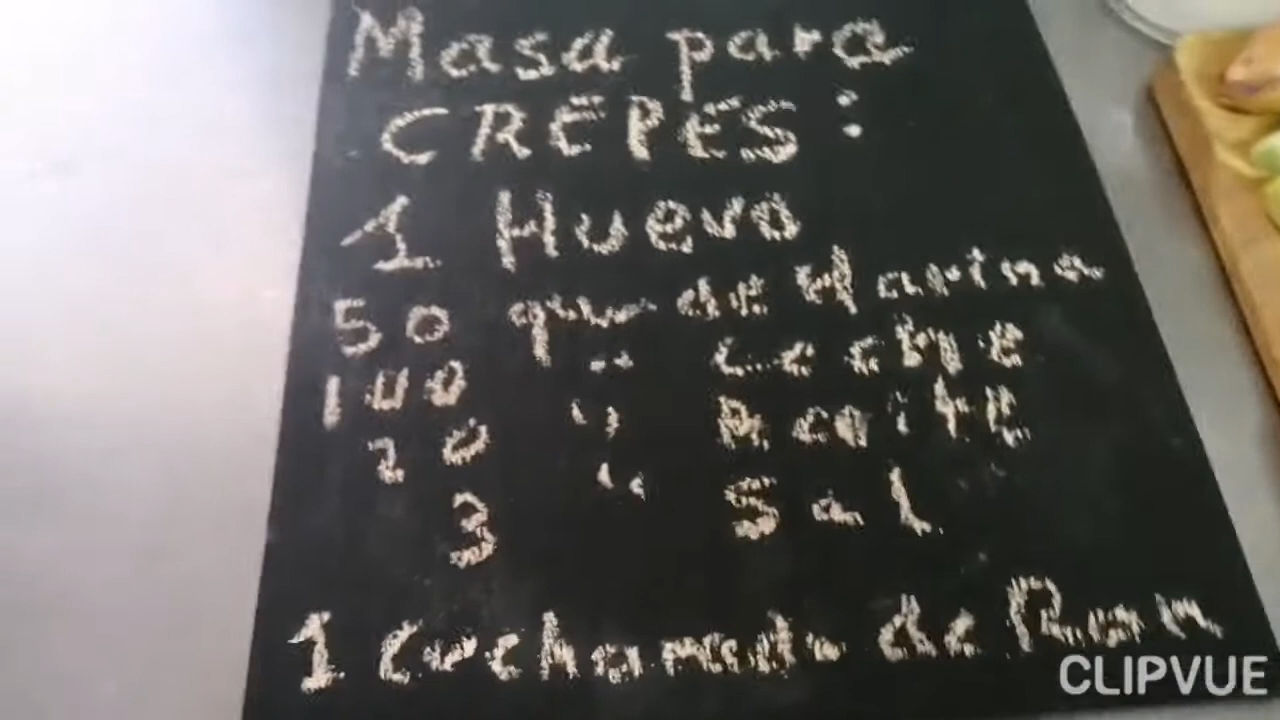 Masa para
CREPES:
1 Huevo
50 gr de Harina
100 " Leche
20 " Aceite
3 " Sal
1 Cucharada de Ron
CLIPVUE